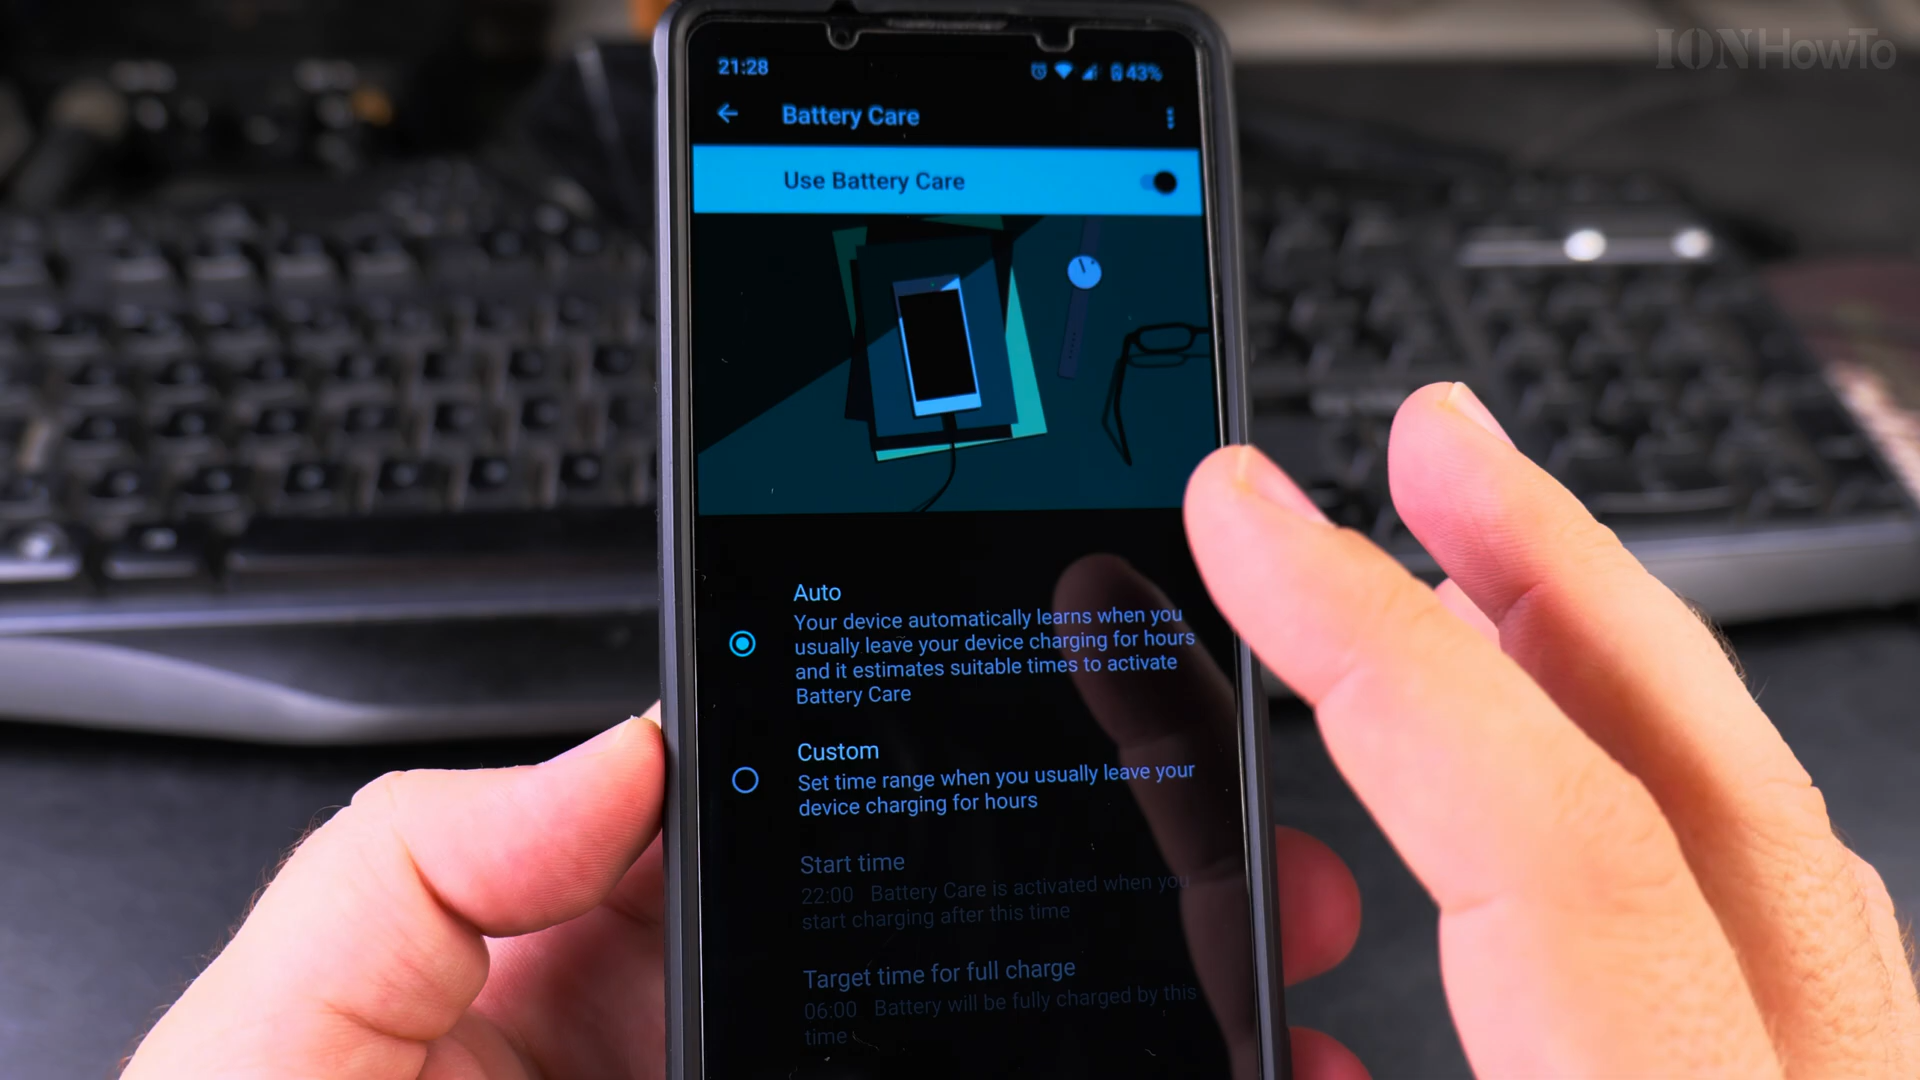 IONHowTo
21:28
43%
Battery Care
Use Battery Care
Auto
Your device automatically learns when you
usually leave your device charging for hours
and it estimates suitable times to activate
Battery Care
Custom
Set time range when you usually leave your
device charging for hours
Start time
22:00 Battery Care is activated when you
start charging after this time
Target time for full charge
06:00 Battery will be fully charged by this
time